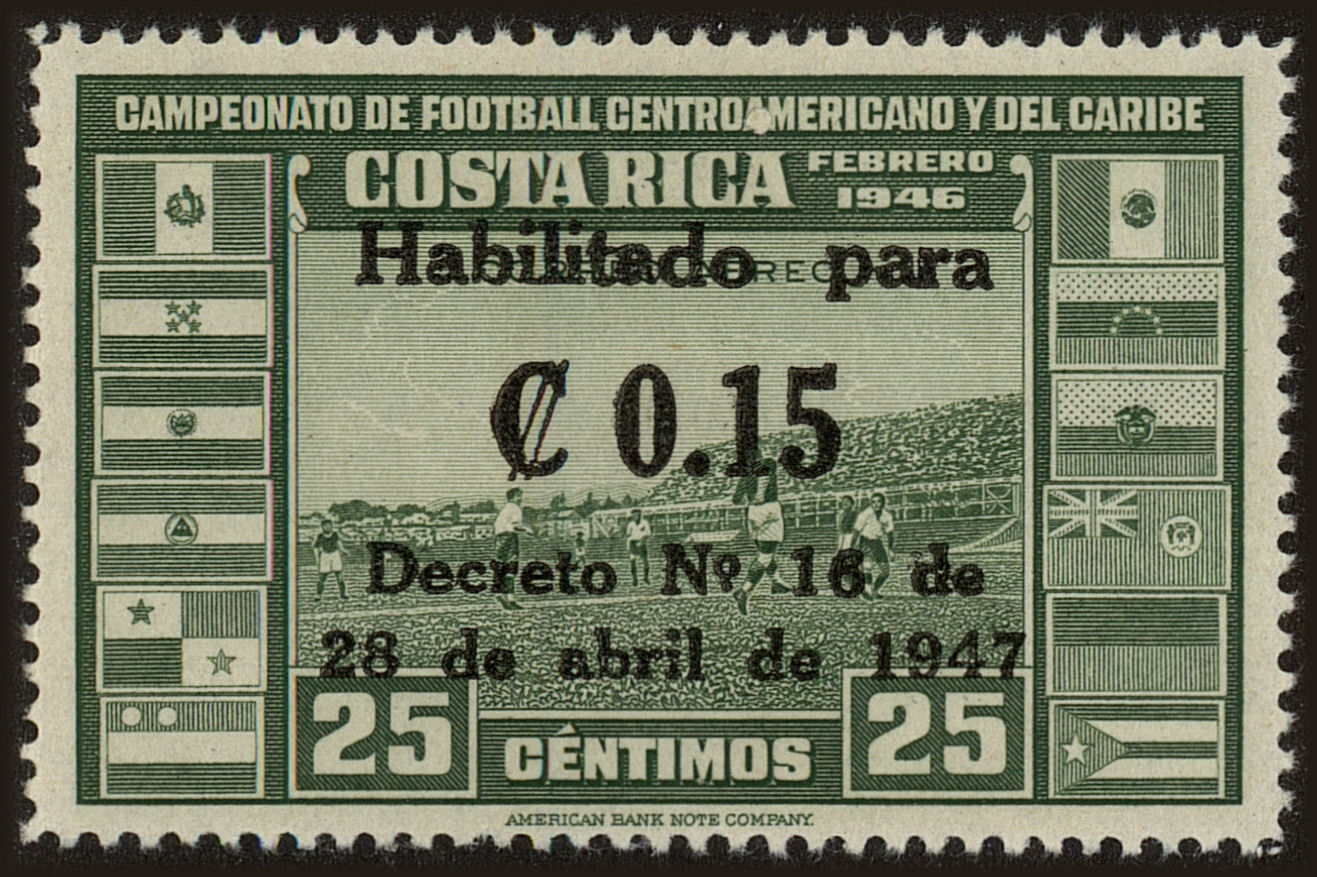 CAMPEONATO DE FOOTBALL CENTROAMERICANO Y DEL CARIBE
COSTA RICA FEBRERO
1946
Habilitado para
AEREO
₡ 0.15
Decreto Nº 16 de
28 de abril de 1947
25 CÉNTIMOS 25
AMERICAN BANK NOTE COMPANY.